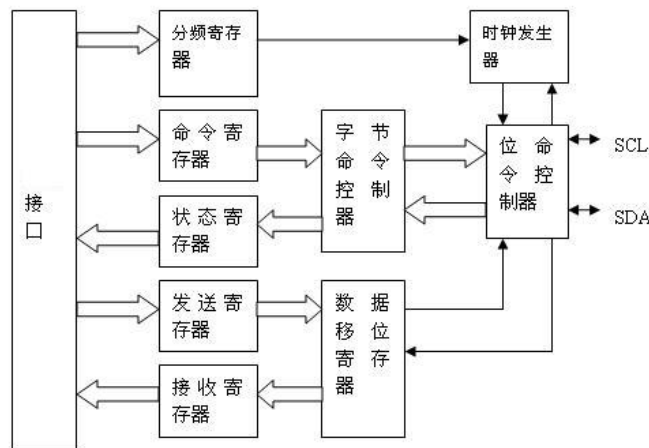 接
口
分频寄存
器
时钟发生
器
命令寄
存器
字节
命令
控制
器
位命
令控
制器
SCL
SDA
状态寄
存器
发送寄
存器
数据
移位
寄存
器
接收寄
存器